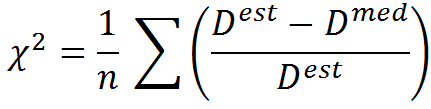 χ² = 1/n ∑ ((D^est − D^med) / D^est)